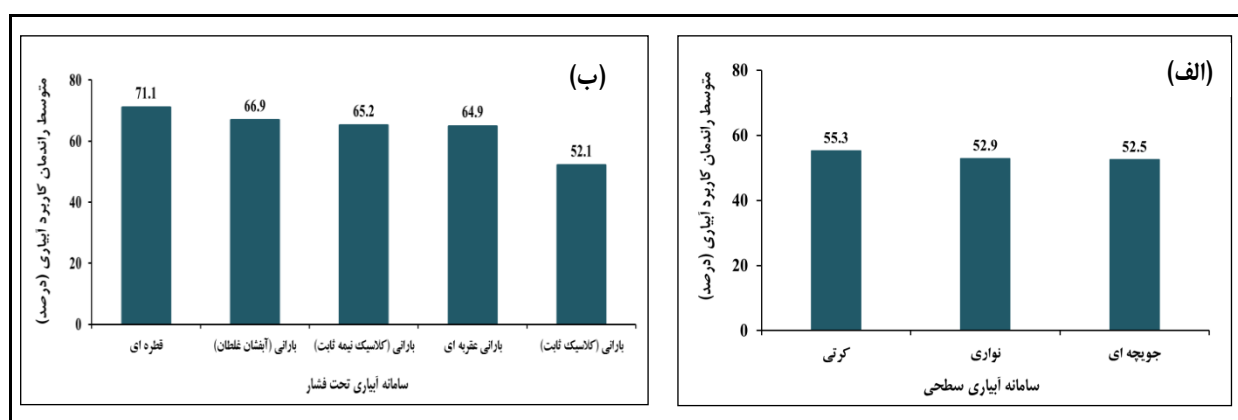 (الف)
متوسط راندمان کاربرد آبیاری (درصد)
80
60
40
20
0
55.3
52.9
52.5
کرتی
نواری
جویچه ای
سامانه آبیاری سطحی
(ب)
متوسط راندمان کاربرد آبیاری (درصد)
80
60
40
20
0
71.1
66.9
65.2
64.9
52.1
قطره ای
بارانی (آبفشان غلطان)
بارانی (کلاسیک نیمه ثابت)
بارانی عقربه ای
بارانی (کلاسیک ثابت)
سامانه آبیاری تحت فشار